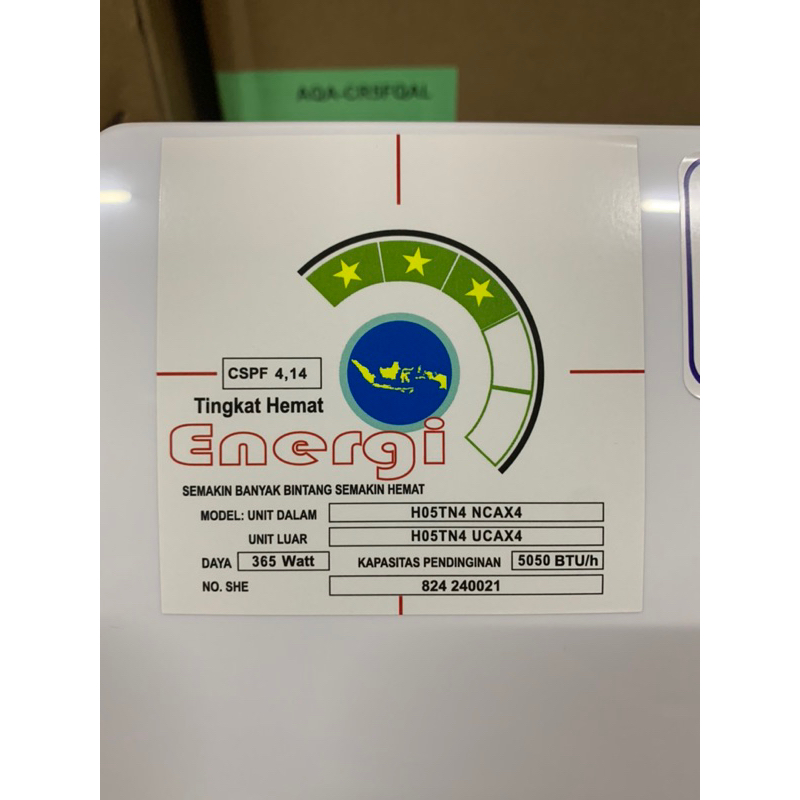 AQA-CR9FQAL
CSPF 4,14
Tingkat Hemat
Energi
SEMAKIN BANYAK BINTANG SEMAKIN HEMAT
MODEL: UNIT DALAM H05TN4 NCAX4
UNIT LUAR H05TN4 UCAX4
DAYA 365 Watt KAPASITAS PENDINGINAN 5050 BTU/h
NO. SHE 824 240021